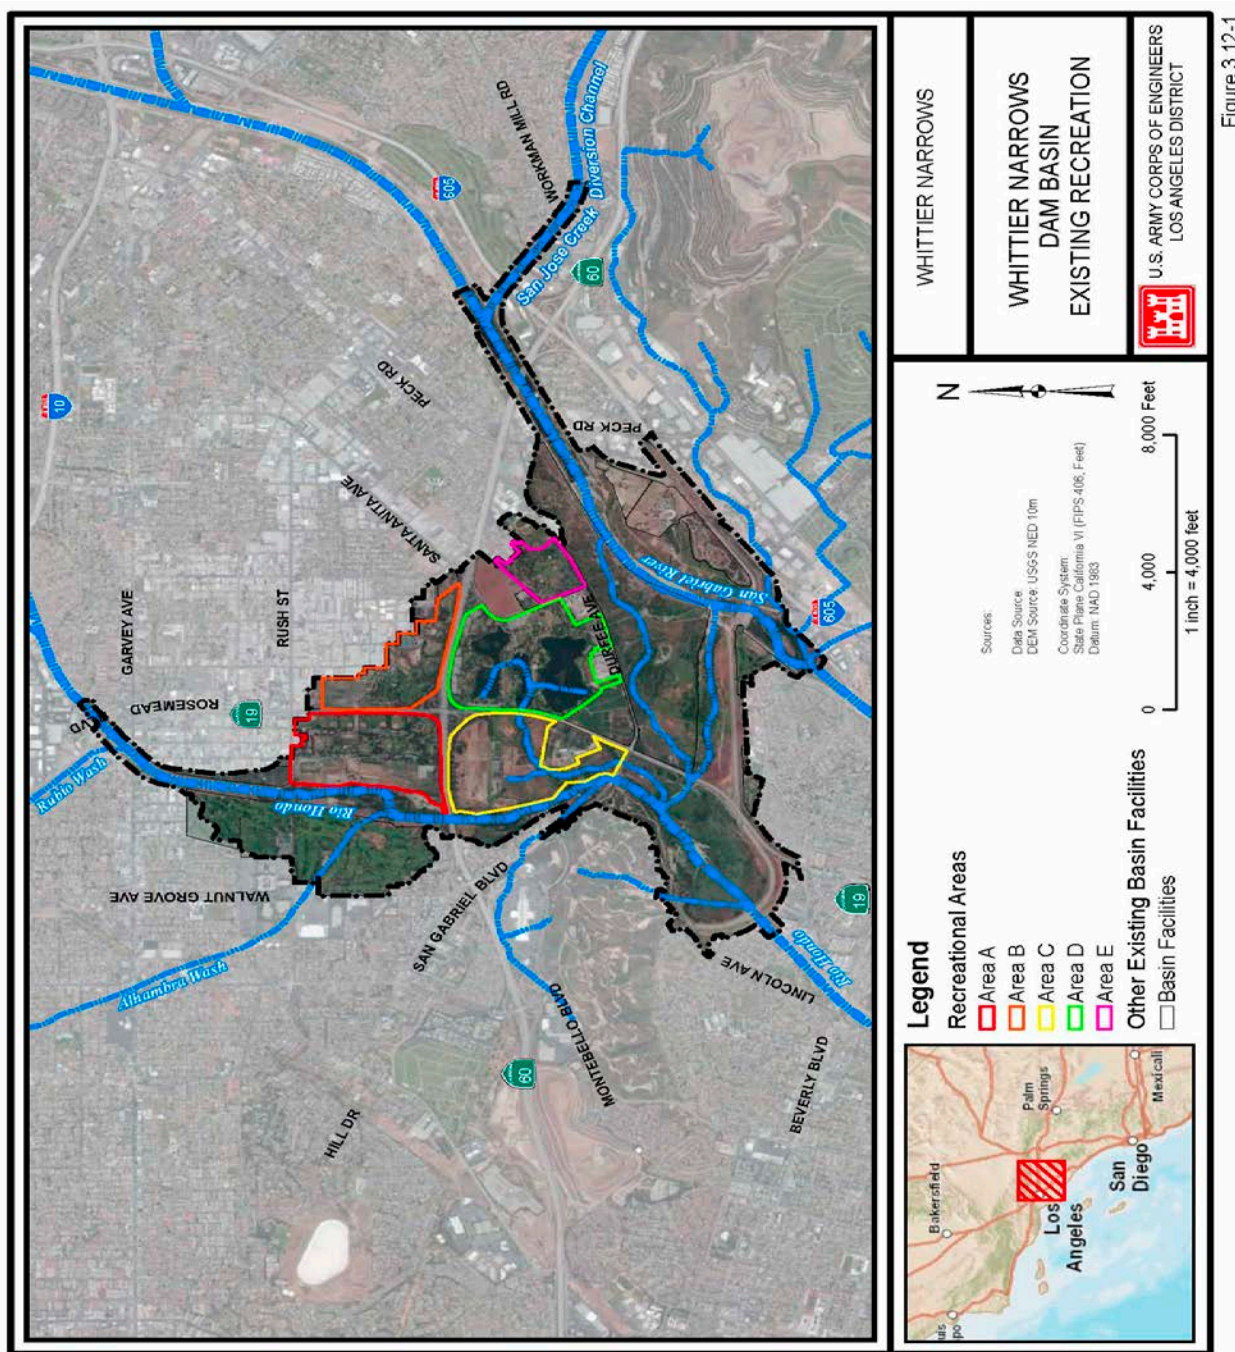 10
605
GARVEY AVE
RUSH ST
ROSEMEAD
VD
19
Rubio Wash
Rio Hondo
WALNUT GROVE AVE
Alhambra Wash
SANTA ANITA AVE
PECK RD
WORKMAN MILL RD
San Jose Creek Diversion Channel
60
PECK RD
DURFEE AVE
San Gabriel River
605
SAN GABRIEL BLVD
MONTEBELLO BLVD
60
HILL DR
LINCOLN AVE
BEVERLY BLVD
Rio Hondo
19
Bakersfield
uis
po
Los
Angeles
Palm
Springs
San
Diego
Mexicali
Legend
Recreational Areas
Area A
Area B
Area C
Area D
Area E
Other Existing Basin Facilities
Basin Facilities
Sources:
Data Source
DEM Source: USGS NED 10m
Coordinate System:
State Plane California VI (FIPS 406, Feet)
Datum: NAD 1983
N
0 4,000 8,000 Feet
1 inch = 4,000 feet
WHITTIER NARROWS
WHITTIER NARROWS
DAM BASIN
EXISTING RECREATION
U.S. ARMY CORPS OF ENGINEERS
LOS ANGELES DISTRICT
Figure 3.12-1